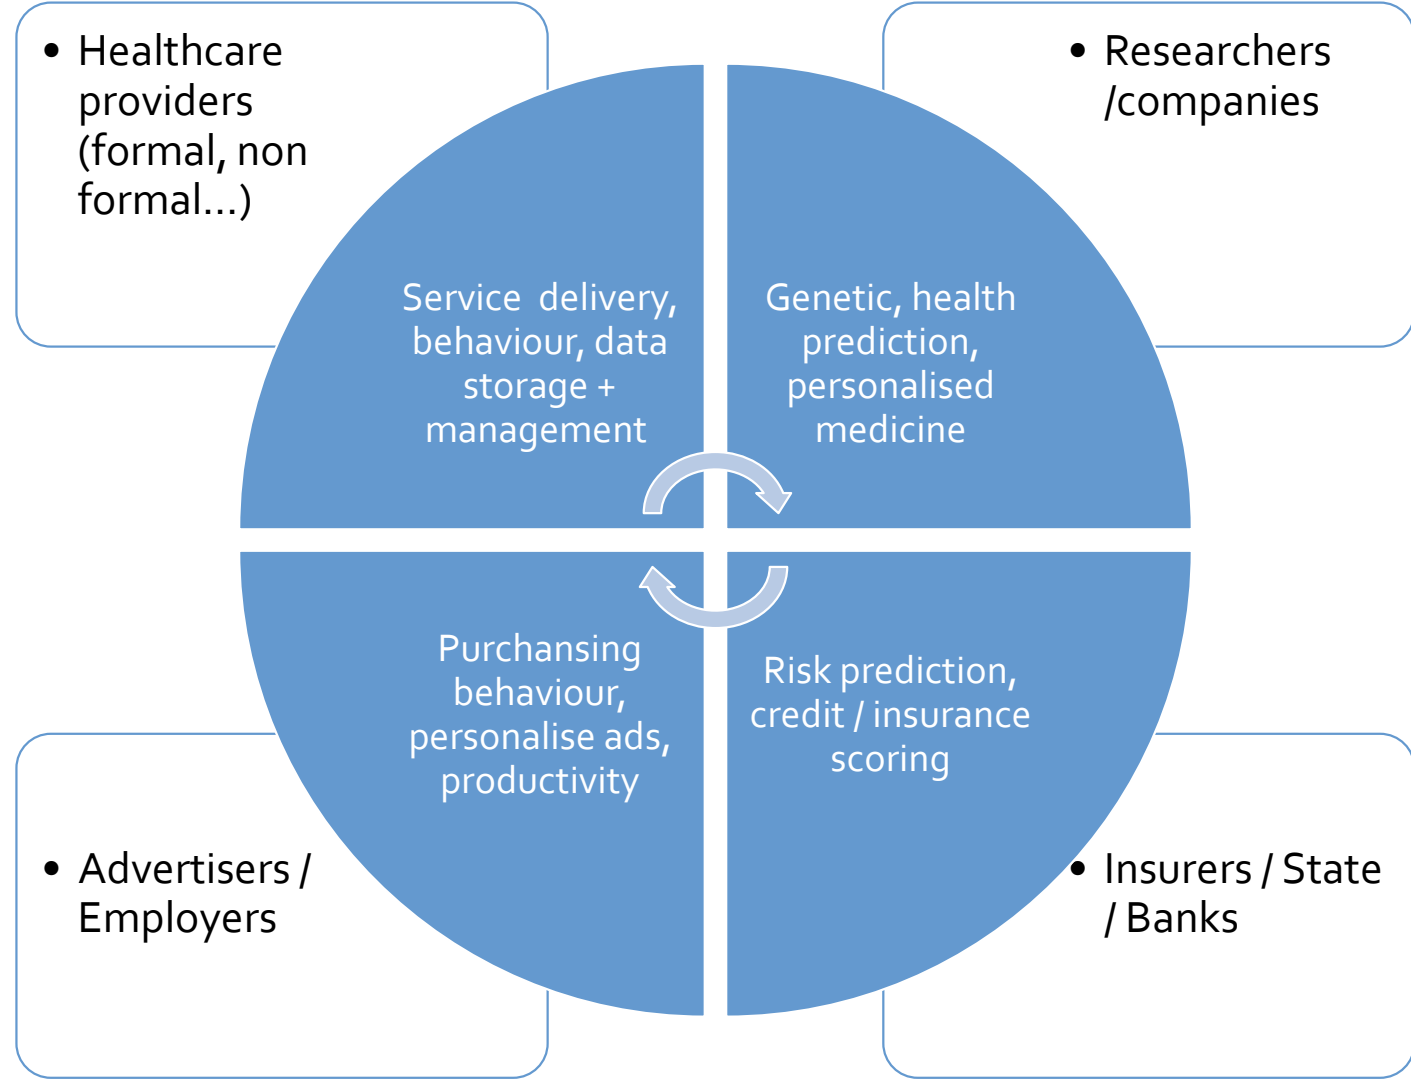 Healthcare
providers
(formal, non
formal...)
Researchers
/companies
Service delivery,
behaviour, data
storage +
management
Genetic, health
prediction,
personalised
medicine
Purchansing
behaviour,
personalise ads,
productivity
Risk prediction,
credit / insurance
scoring
Advertisers /
Employers
Insurers / State
/ Banks